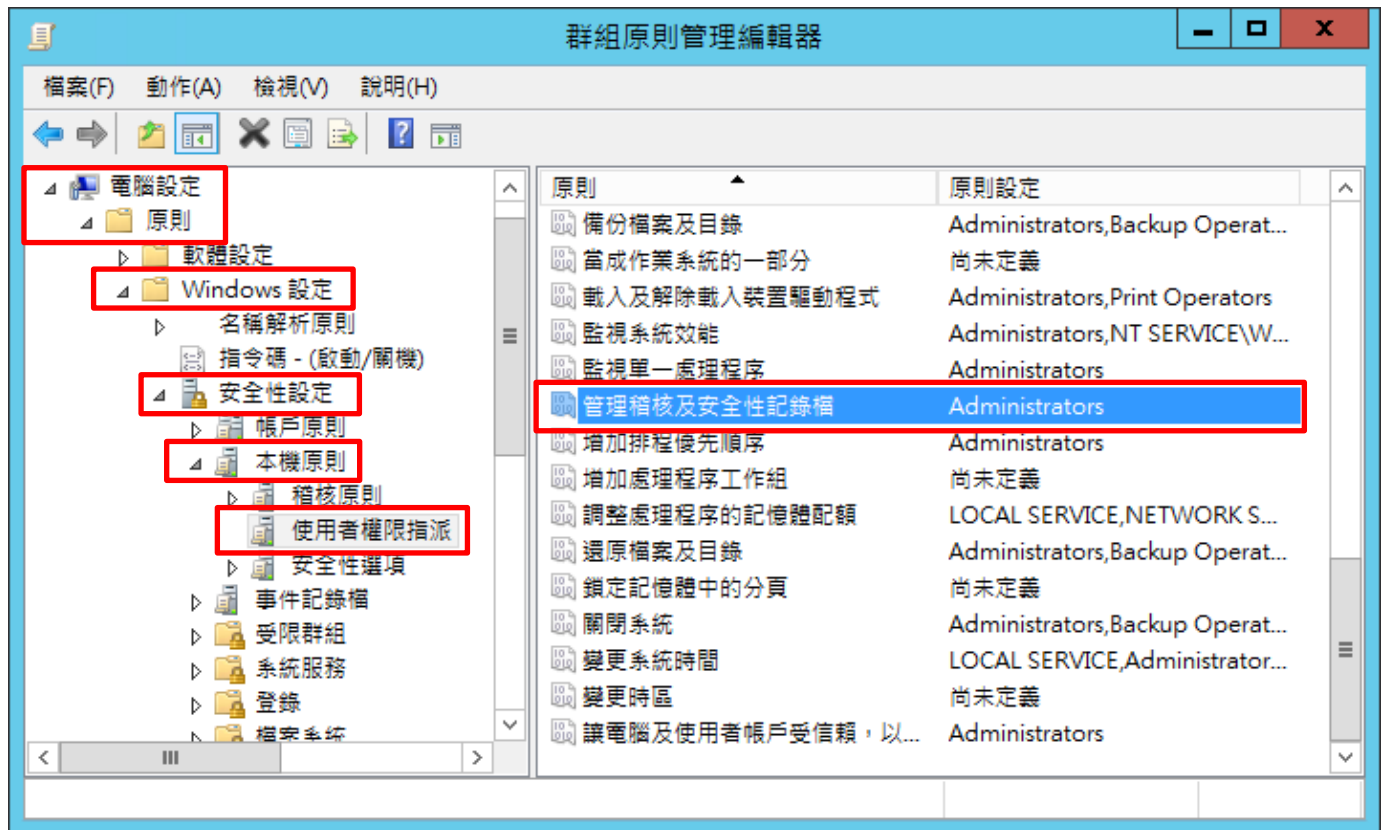 群組原則管理編輯器
檔案(F) 動作(A) 檢視(V) 說明(H)
電腦設定
原則
軟體設定
Windows 設定
名稱解析原則
指令碼 - (啟動/關機)
安全性設定
帳戶原則
本機原則
稽核原則
使用者權限指派
安全性選項
事件記錄檔
受限群組
系統服務
登錄
檔案系統
原則 原則設定
備份檔案及目錄 Administrators,Backup Operat...
當成作業系統的一部分 尚未定義
載入及解除載入裝置驅動程式 Administrators,Print Operators
監視系統效能 Administrators,NT SERVICE\W...
監視單一處理程序 Administrators
管理稽核及安全性記錄檔 Administrators
增加排程優先順序 Administrators
增加處理程序工作組 尚未定義
調整處理程序的記憶體配額 LOCAL SERVICE,NETWORK S...
還原檔案及目錄 Administrators,Backup Operat...
鎖定記憶體中的分頁 尚未定義
關閉系統 Administrators,Backup Operat...
變更系統時間 LOCAL SERVICE,Administrator...
變更時區 尚未定義
讓電腦及使用者帳戶受信賴，以... Administrators